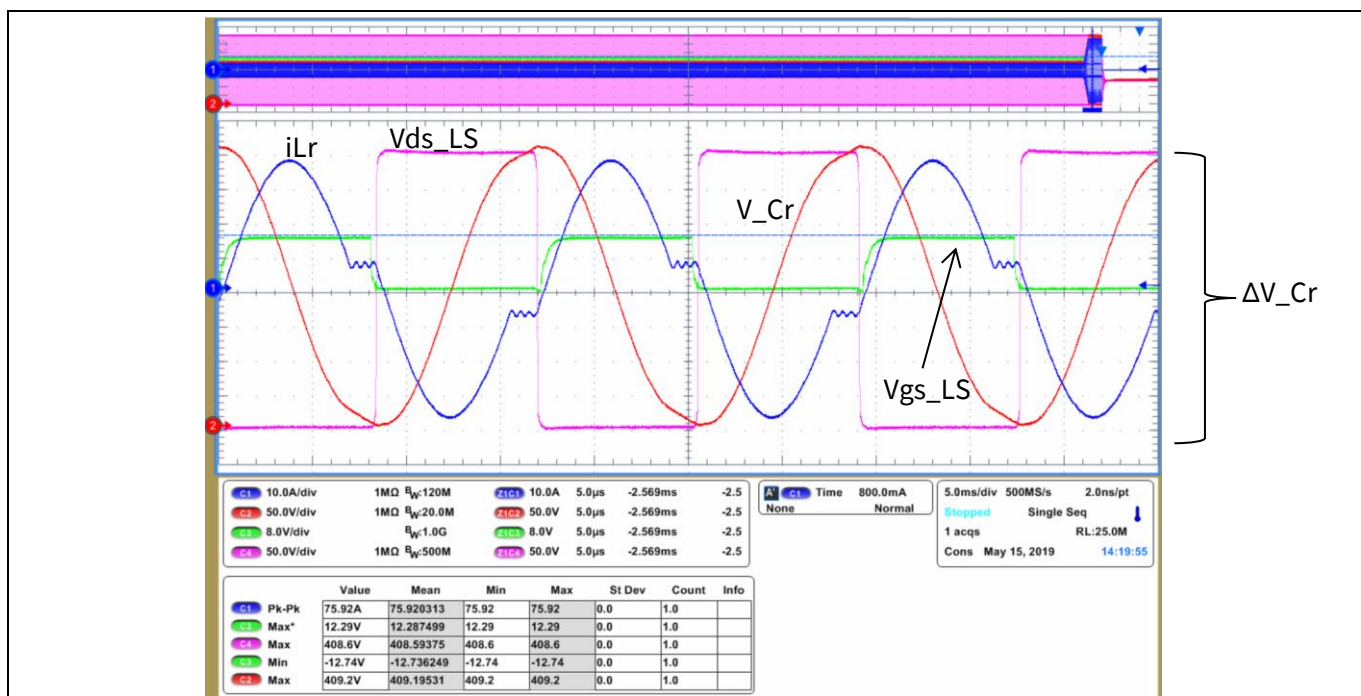 1
2
iLr
Vds_LS
V_Cr
1
ΔV_Cr
Vgs_LS
2
C1 10.0A/div 1MΩ BW:120M Z1C1 10.0A 5.0µs -2.569ms -2.5
C2 50.0V/div 1MΩ BW:20.0M Z1C2 50.0V 5.0µs -2.569ms -2.5
C3 8.0V/div BW:1.0G Z1C3 8.0V 5.0µs -2.569ms -2.5
C4 50.0V/div 1MΩ BW:500M Z1C4 50.0V 5.0µs -2.569ms -2.5
A' C1 Time 800.0mA
None Normal
5.0ms/div 500MS/s 2.0ns/pt
Stopped Single Seq
1 acqs RL:25.0M
Cons May 15, 2019 14:19:55
Value Mean Min Max St Dev Count Info
C1 Pk-Pk 75.92A 75.920313 75.92 75.92 0.0 1.0
C3 Max* 12.29V 12.287499 12.29 12.29 0.0 1.0
C4 Max 408.6V 408.59375 408.6 408.6 0.0 1.0
C3 Min -12.74V -12.736249 -12.74 -12.74 0.0 1.0
C2 Max 409.2V 409.19531 409.2 409.2 0.0 1.0